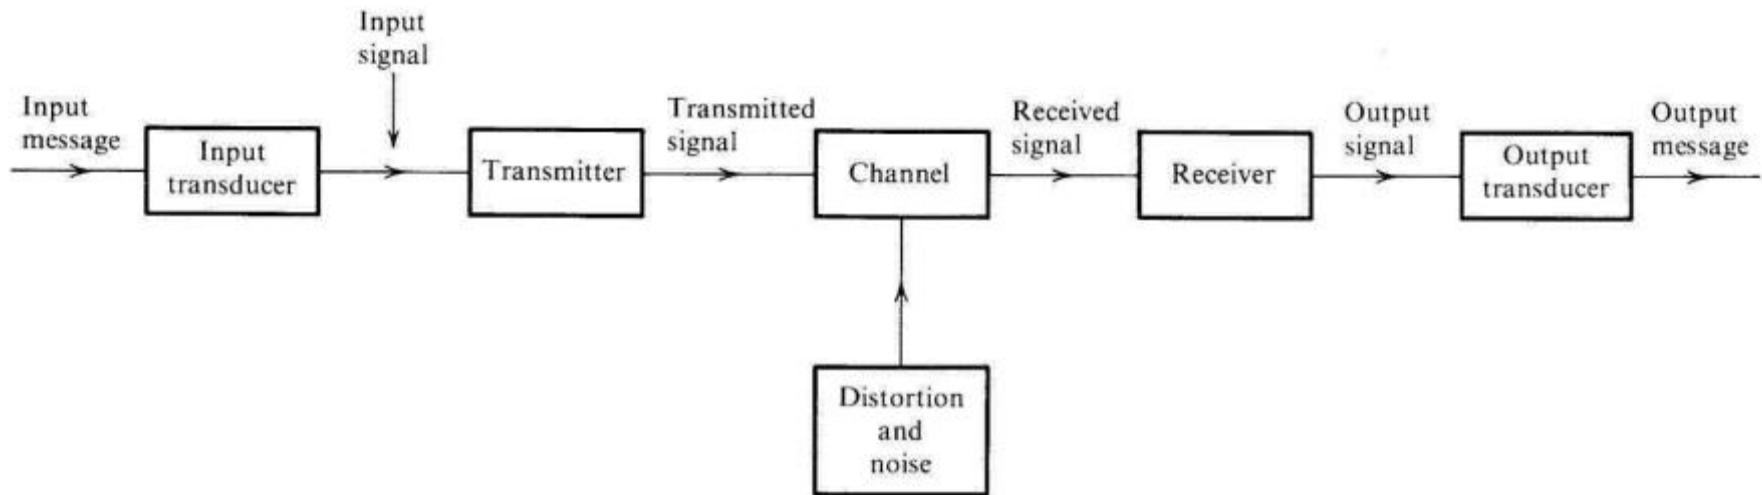 Input
signal
Input
message
Input
transducer
Transmitter
Transmitted
signal
Channel
Received
signal
Receiver
Output
signal
Output
transducer
Output
message
Distortion
and
noise